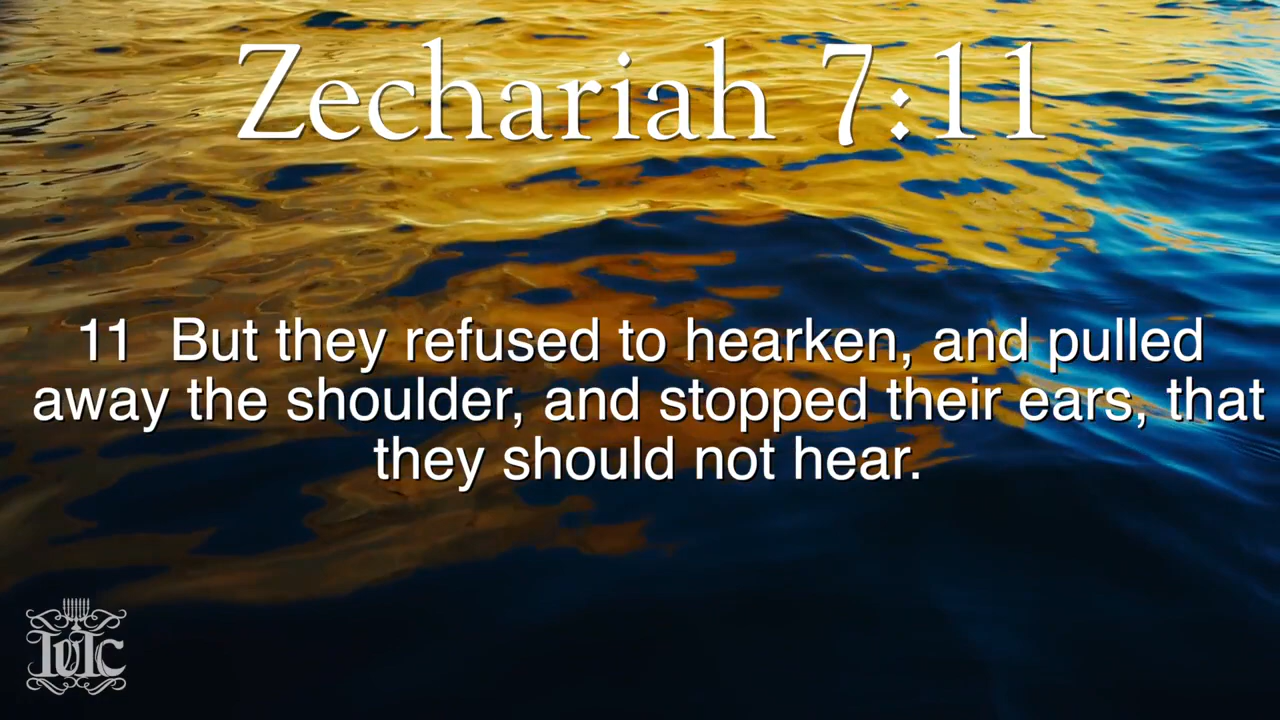 Zechariah 7:11
11 But they refused to hearken, and pulled
away the shoulder, and stopped their ears, that
they should not hear.
IUIC